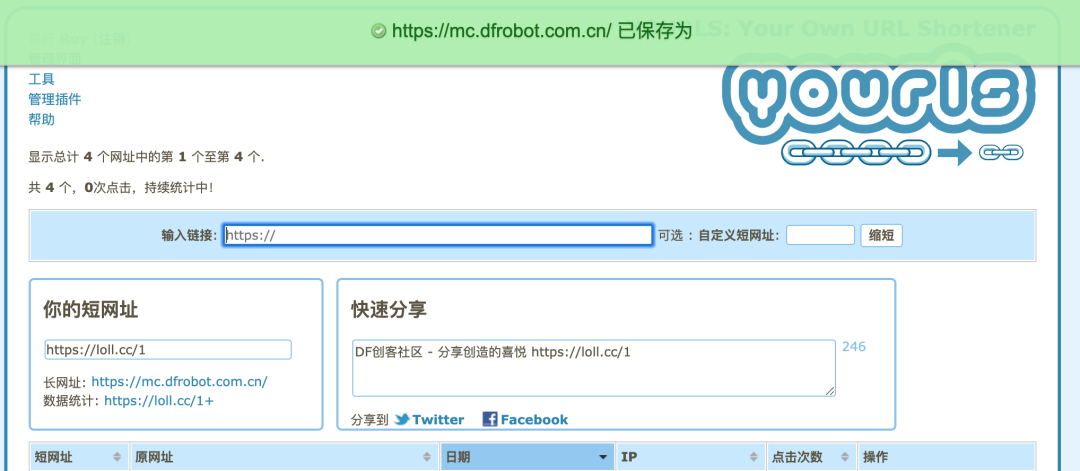 https://mc.dfrobot.com.cn/ 已保存为
LS: Your Own URL Shortener
管理界面
工具
管理插件
帮助
yourls
显示总计 4 个网址中的第 1 个至第 4 个.
共 4 个，0次点击，持续统计中!
输入链接: https:// 可选 : 自定义短网址: 缩短
你的短网址
https://loll.cc/1
长网址: https://mc.dfrobot.com.cn/
数据统计: https://loll.cc/1+
快速分享
DF创客社区 - 分享创造的喜悦 https://loll.cc/1
246
分享到 Twitter Facebook
短网址 原网址 日期 IP 点击次数 操作